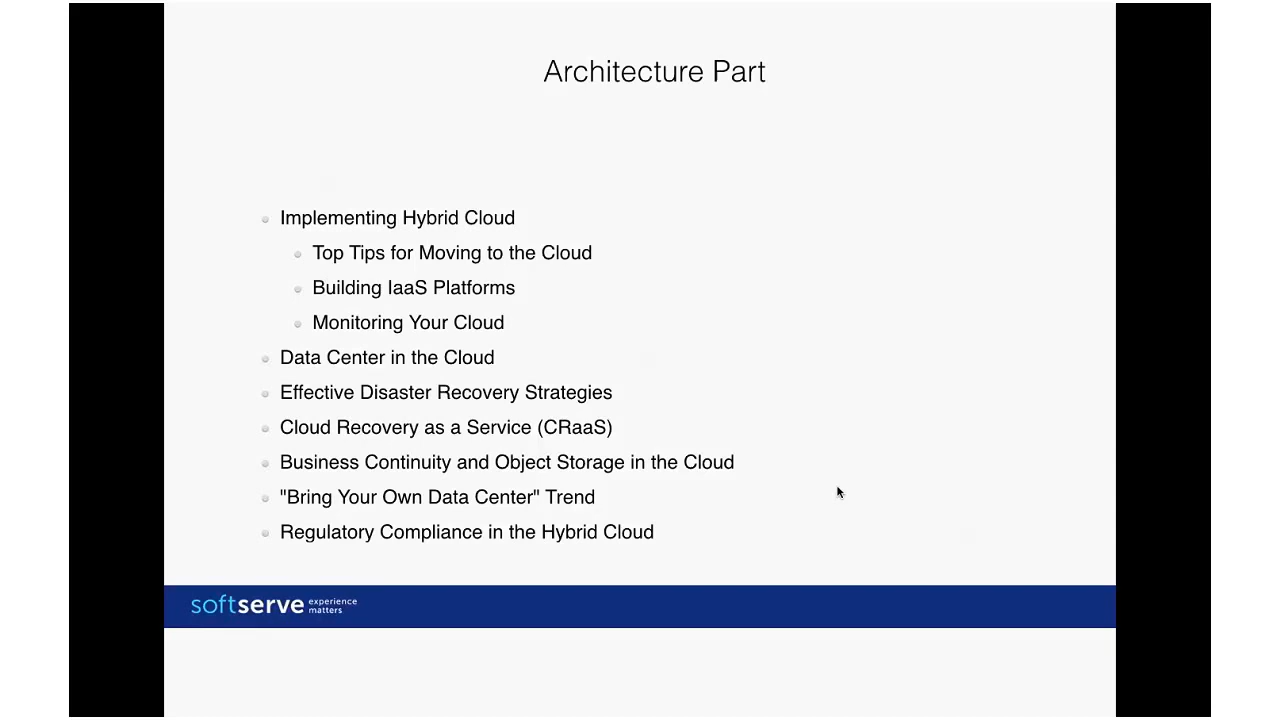 Architecture Part
Implementing Hybrid Cloud
Top Tips for Moving to the Cloud
Building IaaS Platforms
Monitoring Your Cloud
Data Center in the Cloud
Effective Disaster Recovery Strategies
Cloud Recovery as a Service (CRaaS)
Business Continuity and Object Storage in the Cloud
"Bring Your Own Data Center" Trend
Regulatory Compliance in the Hybrid Cloud
softserve experience
matters